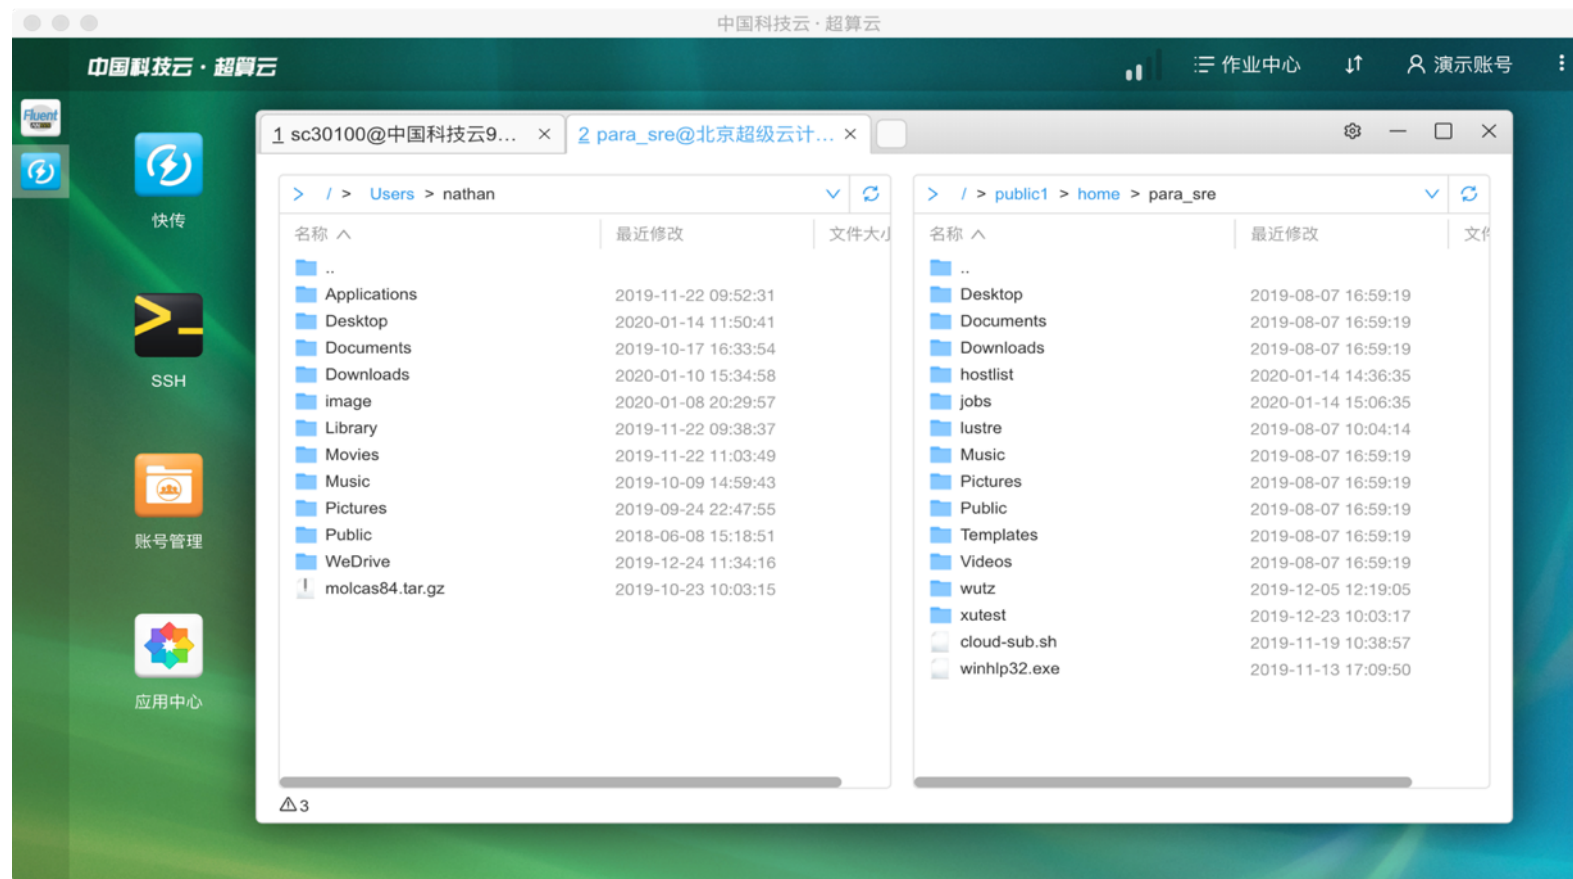 中国科技云·超算云
中国科技云·超算云
作业中心
演示账号
Fluent
快传
SSH
账号管理
应用中心
1 sc30100@中国科技云9... ×
2 para_sre@北京超级云计... ×
> / > Users > nathan
名称 最近修改 文件大小
..
Applications 2019-11-22 09:52:31
Desktop 2020-01-14 11:50:41
Documents 2019-10-17 16:33:54
Downloads 2020-01-10 15:34:58
image 2020-01-08 20:29:57
Library 2019-11-22 09:38:37
Movies 2019-11-22 11:03:49
Music 2019-10-09 14:59:43
Pictures 2019-09-24 22:47:55
Public 2018-06-08 15:18:51
WeDrive 2019-12-24 11:34:16
molcas84.tar.gz 2019-10-23 10:03:15
> / > public1 > home > para_sre
名称 最近修改 文件
..
Desktop 2019-08-07 16:59:19
Documents 2019-08-07 16:59:19
Downloads 2019-08-07 16:59:19
hostlist 2020-01-14 14:36:35
jobs 2020-01-14 15:06:35
lustre 2019-08-07 10:04:14
Music 2019-08-07 16:59:19
Pictures 2019-08-07 16:59:19
Public 2019-08-07 16:59:19
Templates 2019-08-07 16:59:19
Videos 2019-08-07 16:59:19
wutz 2019-12-05 12:19:05
xutest 2019-12-23 10:03:17
cloud-sub.sh 2019-11-19 10:38:57
winhlp32.exe 2019-11-13 17:09:50
3